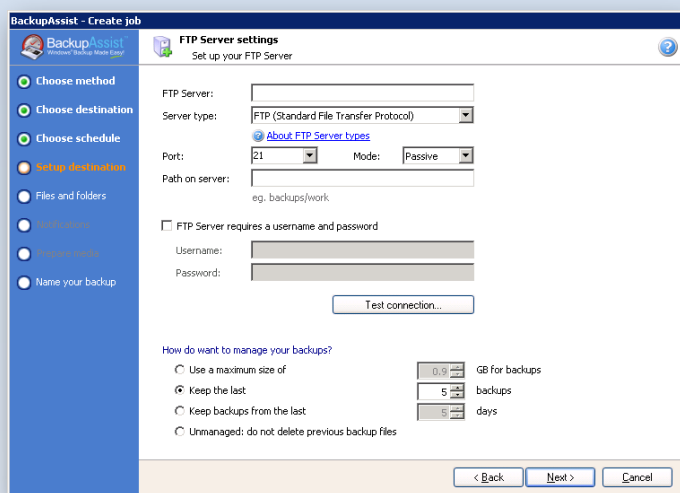 BackupAssist - Create job
BackupAssist
Windows Backup Made Easy!
FTP Server settings
Set up your FTP Server
?
Choose method
Choose destination
Choose schedule
Setup destination
Files and folders
Notifications
Prepare media
Name your backup
FTP Server:
Server type: FTP (Standard File Transfer Protocol)
? About FTP Server types
Port: 21 Mode: Passive
Path on server:
eg. backups/work
FTP Server requires a username and password
Username:
Password:
Test connection...
How do want to manage your backups?
Use a maximum size of 0.9 GB for backups
Keep the last 5 backups
Keep backups from the last 5 days
Unmanaged: do not delete previous backup files
< Back Next > Cancel